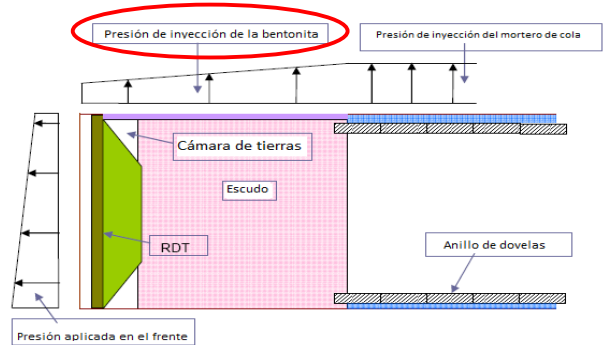 Presión de inyección de la bentonita
Presión de inyección del mortero de cola
Cámara de tierras
Escudo
RDT
Anillo de dovelas
Presión aplicada en el frente